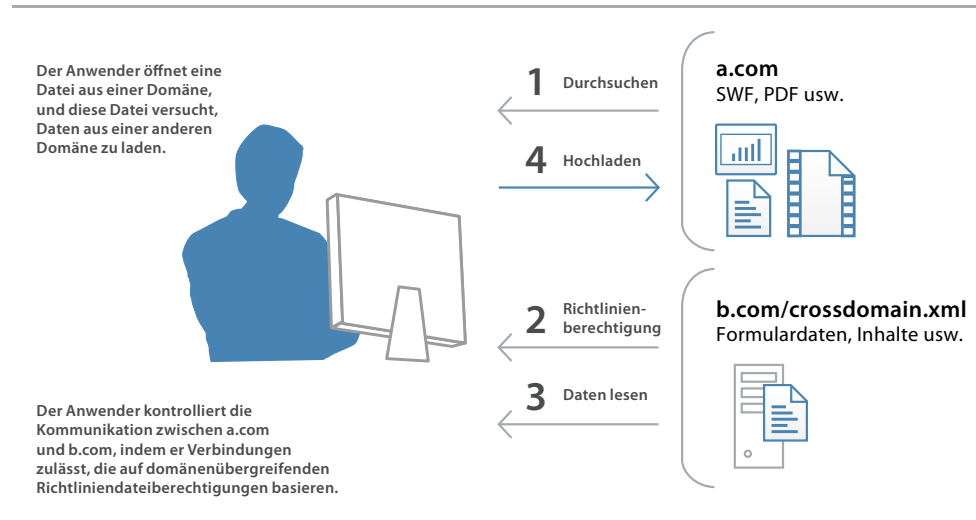 Der Anwender öffnet eine
Datei aus einer Domäne,
und diese Datei versucht,
Daten aus einer anderen
Domäne zu laden.
1 Durchsuchen
4 Hochladen
a.com
SWF, PDF usw.
2 Richtlinien-
berechtigung
3 Daten lesen
b.com/crossdomain.xml
Formulardaten, Inhalte usw.
Der Anwender kontrolliert die
Kommunikation zwischen a.com
und b.com, indem er Verbindungen
zulässt, die auf domänenübergreifenden
Richtliniendateiberechtigungen basieren.